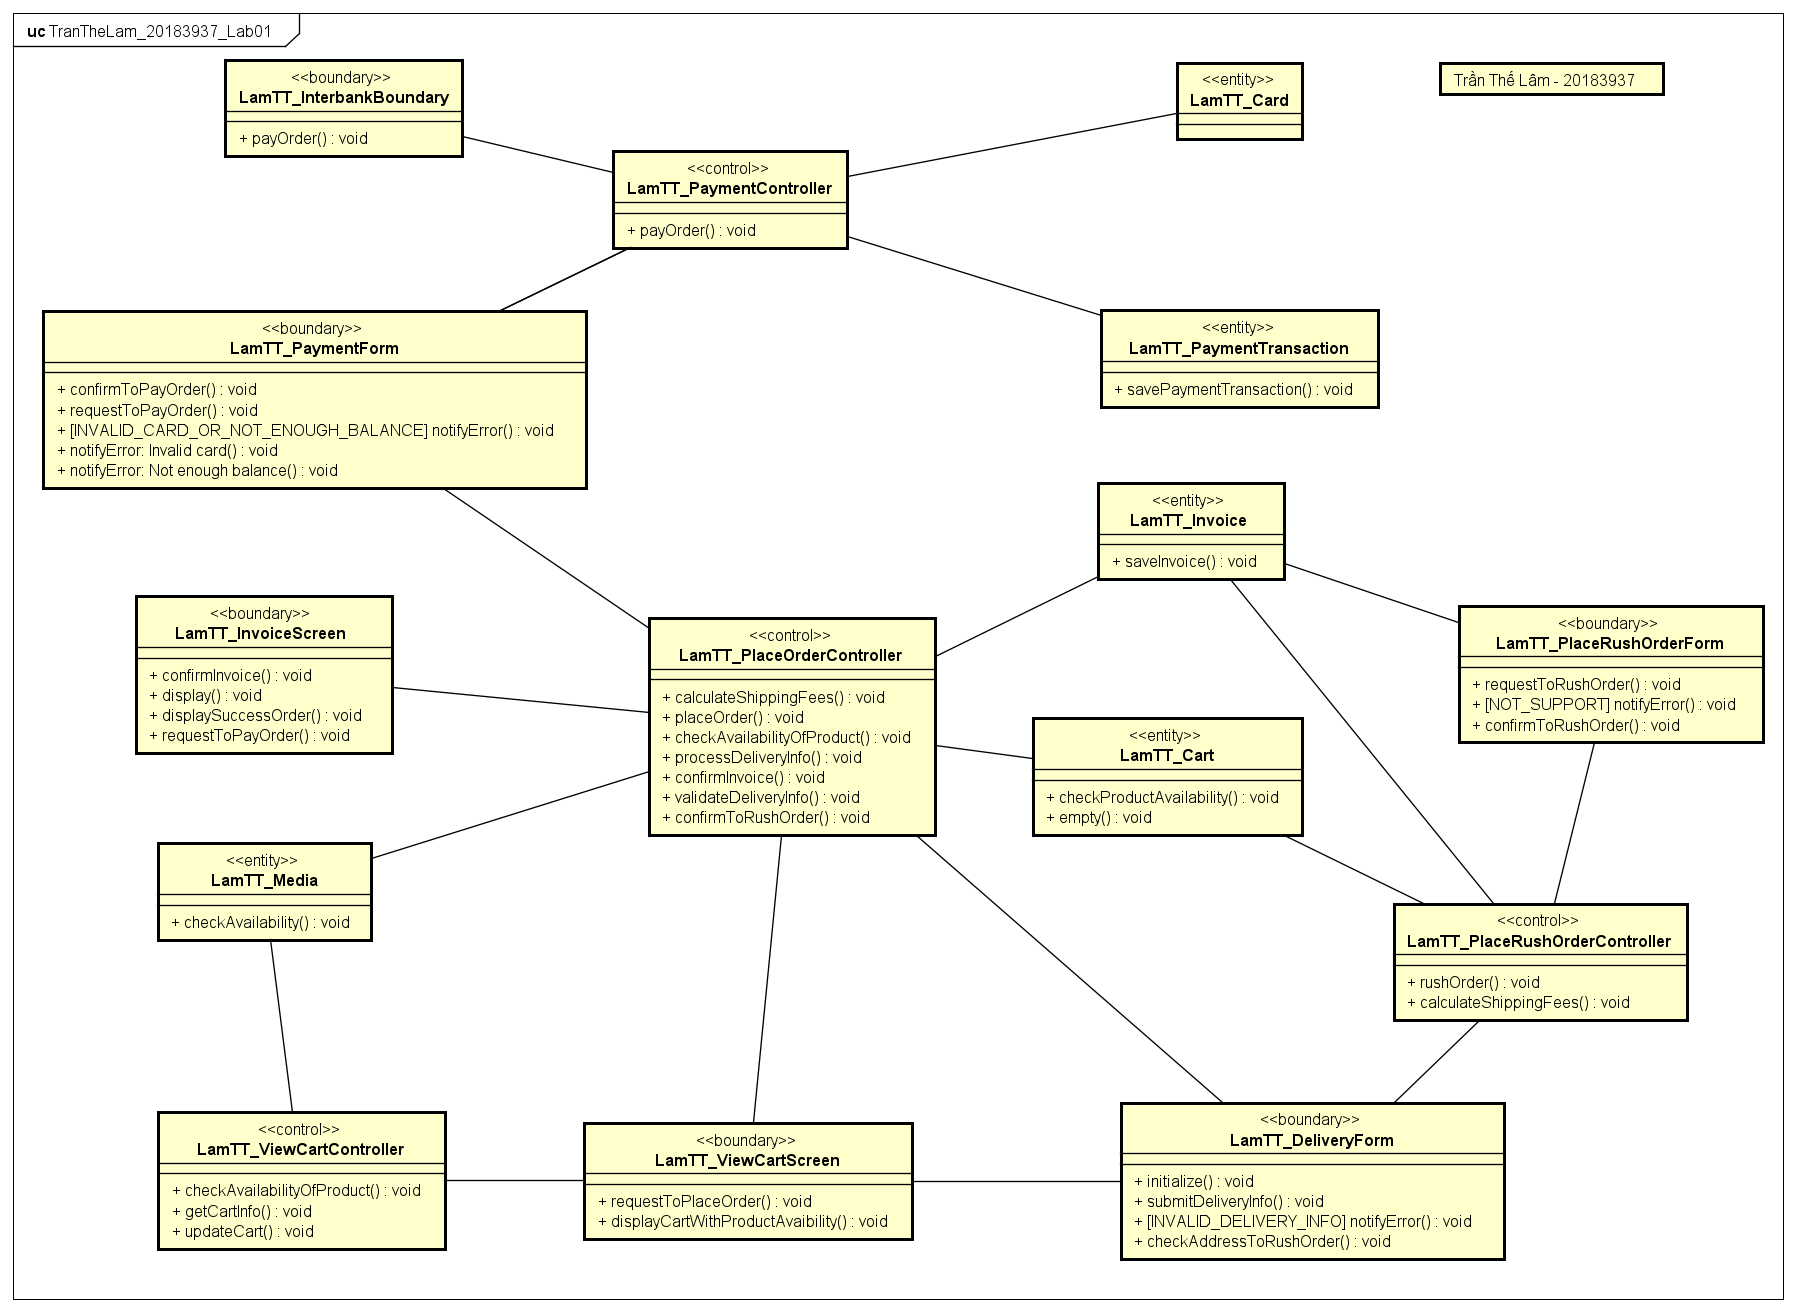 uc TranTheLam_20183937_Lab01
<<boundary>>
LamTT_InterbankBoundary
+ payOrder() : void
<<entity>>
LamTT_Card
Trần Thế Lâm - 20183937
<<control>>
LamTT_PaymentController
+ payOrder() : void
<<boundary>>
LamTT_PaymentForm
+ confirmToPayOrder() : void
+ requestToPayOrder() : void
+ [INVALID_CARD_OR_NOT_ENOUGH_BALANCE] notifyError() : void
+ notifyError: Invalid card() : void
+ notifyError: Not enough balance() : void
<<entity>>
LamTT_PaymentTransaction
+ savePaymentTransaction() : void
<<entity>>
LamTT_Invoice
+ saveInvoice() : void
<<boundary>>
LamTT_InvoiceScreen
+ confirmInvoice() : void
+ display() : void
+ displaySuccessOrder() : void
+ requestToPayOrder() : void
<<control>>
LamTT_PlaceOrderController
+ calculateShippingFees() : void
+ placeOrder() : void
+ checkAvailabilityOfProduct() : void
+ processDeliveryInfo() : void
+ confirmInvoice() : void
+ validateDeliveryInfo() : void
+ confirmToRushOrder() : void
<<boundary>>
LamTT_PlaceRushOrderForm
+ requestToRushOrder() : void
+ [NOT_SUPPORT] notifyError() : void
+ confirmToRushOrder() : void
<<entity>>
LamTT_Cart
+ checkProductAvailability() : void
+ empty() : void
<<entity>>
LamTT_Media
+ checkAvailability() : void
<<control>>
LamTT_PlaceRushOrderController
+ rushOrder() : void
+ calculateShippingFees() : void
<<control>>
LamTT_ViewCartController
+ checkAvailabilityOfProduct() : void
+ getCartInfo() : void
+ updateCart() : void
<<boundary>>
LamTT_ViewCartScreen
+ requestToPlaceOrder() : void
+ displayCartWithProductAvaibility() : void
<<boundary>>
LamTT_DeliveryForm
+ initialize() : void
+ submitDeliveryInfo() : void
+ [INVALID_DELIVERY_INFO] notifyError() : void
+ checkAddressToRushOrder() : void